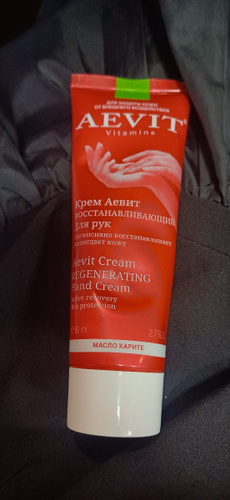 ДЛЯ ЗАЩИТЫ КОЖИ
ОТ ВНЕШНЕГО ВОЗДЕЙСТВИЯ
AEVIT®
Vitamins
Крем Аевит
ВОССТАНАВЛИВАЮЩИЙ
Для рук
интенсивно восстанавливает
защищает кожу
Aevit Cream
REGENERATING
Hand Cream
recovery
protection
МАСЛО КАРИТЕ